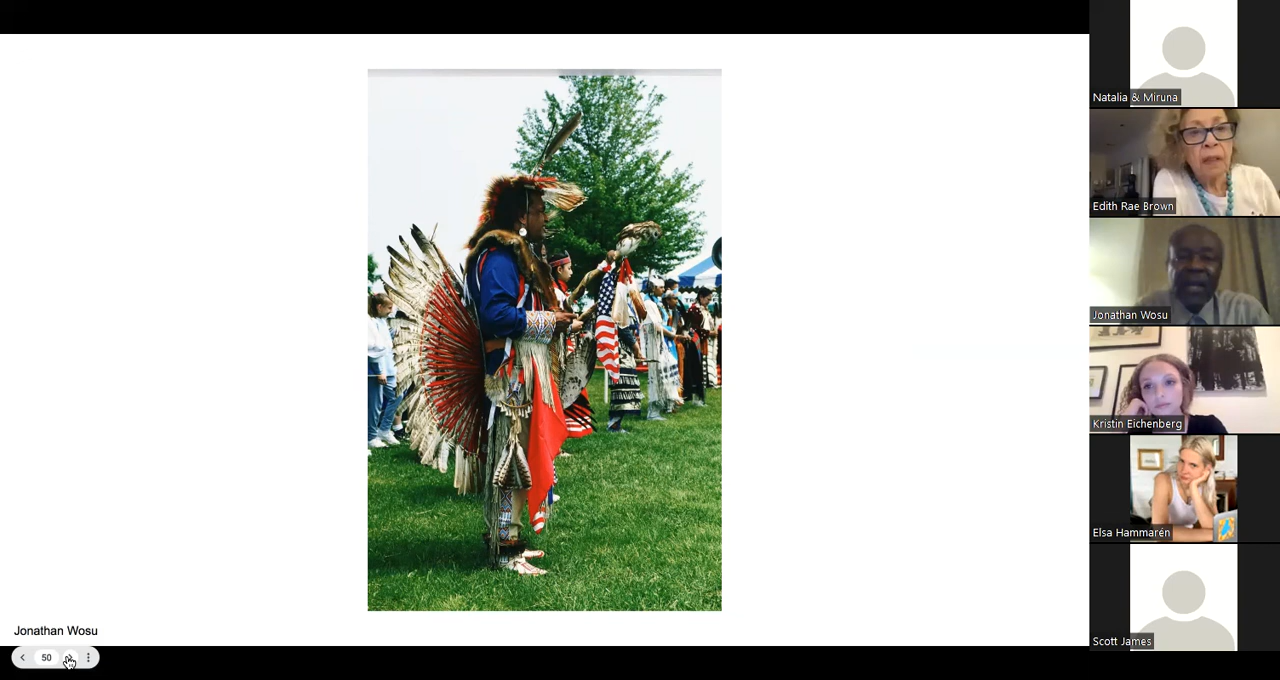 Natalia & Miruna
Edith Rae Brown
Jonathan Wosu
Kristin Eichenberg
Elsa Hammarén
Scott James
Jonathan Wosu
50